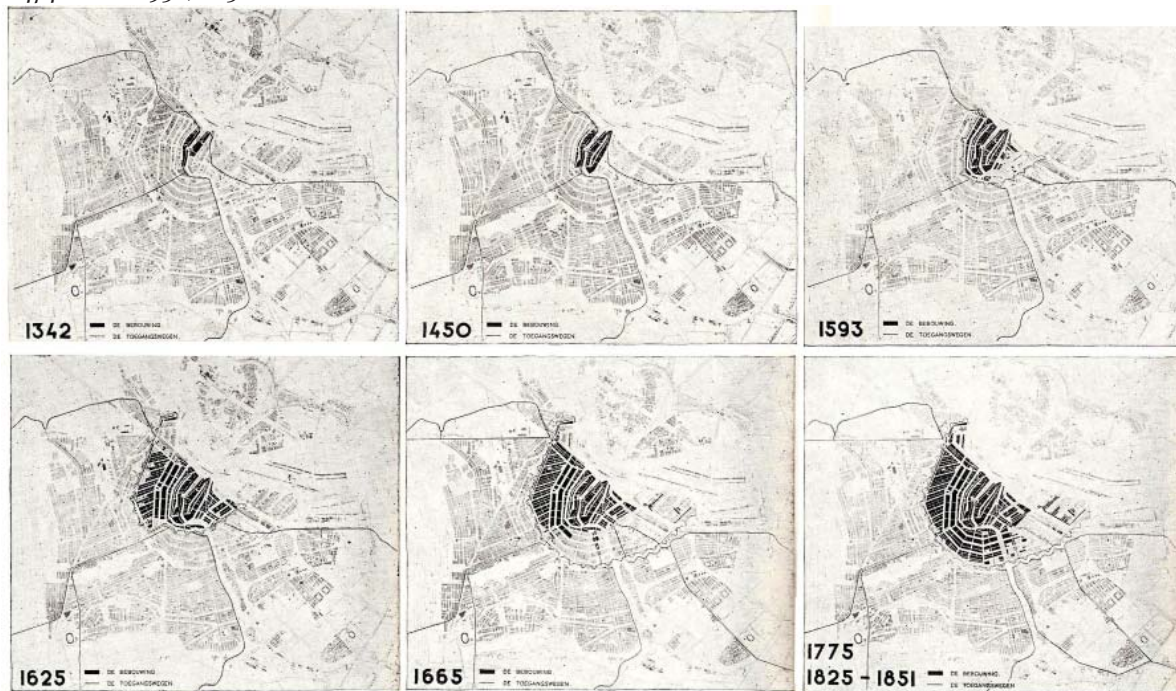 1342
DE BEBOUWING
DE TOEGANGSWEGEN
1450
DE BEBOUWING
DE TOEGANGSWEGEN
1593
DE BEBOUWING
DE TOEGANGSWEGEN
1625
DE BEBOUWING
DE TOEGANGSWEGEN
1665
DE BEBOUWING
DE TOEGANGSWEGEN
1775
1825 - 1851
DE BEBOUWING
DE TOEGANGSWEGEN